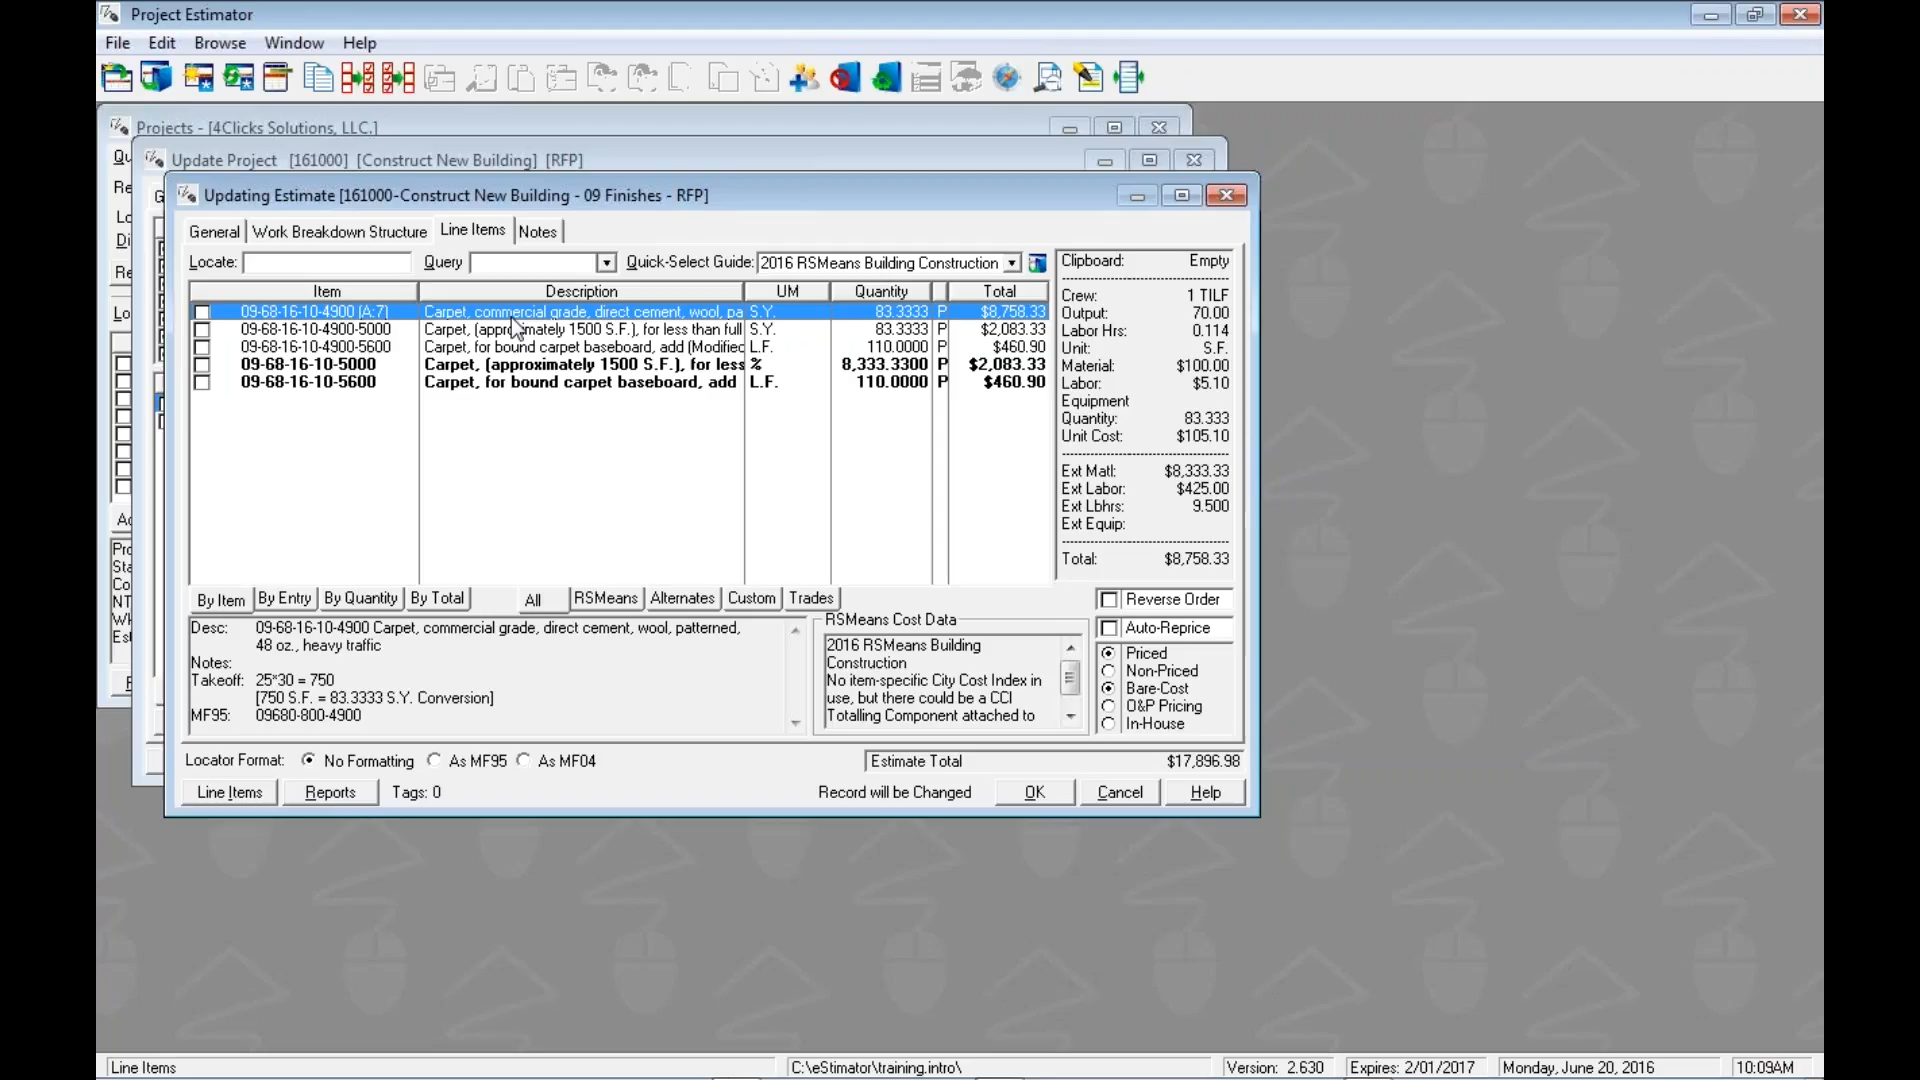 Project Estimator
File Edit Browse Window Help
Projects - [4Clicks Solutions, LLC.]
Update Project [161000] [Construct New Building] [RFP]
Updating Estimate [161000-Construct New Building - 09 Finishes - RFP]
General Work Breakdown Structure Line Items Notes
Locate: Query Quick-Select Guide: 2016 RSMeans Building Construction
Item Description UM Quantity Total
09-68-16-10-4900 (A:7) Carpet, commercial grade, direct cement, wool, pa S.Y. 83.3333 P $8,758.33
09-68-16-10-4900-5000 Carpet, (approximately 1500 S.F.), for less than full S.Y. 83.3333 P $2,083.33
09-68-16-10-4900-5600 Carpet, for bound carpet baseboard, add (Modified L.F. 110.0000 P $460.90
09-68-16-10-5000 Carpet, (approximately 1500 S.F.), for less % 8,333.3300 P $2,083.33
09-68-16-10-5600 Carpet, for bound carpet baseboard, add L.F. 110.0000 P $460.90
Clipboard: Empty
Crew: 1 TILF
Output: 70.00
Labor Hrs: 0.114
Unit: S.F.
Material: $100.00
Labor: $5.10
Equipment
Quantity: 83.333
Unit Cost: $105.10
Ext Matl: $8,333.33
Ext Labor: $425.00
Ext Lbhrs: 9.500
Ext Equip:
Total: $8,758.33
By Item By Entry By Quantity By Total All RSMeans Alternates Custom Trades
Desc: 09-68-16-10-4900 Carpet, commercial grade, direct cement, wool, patterned,
48 oz., heavy traffic
Notes:
Takeoff: 25*30 = 750
[750 S.F. = 83.3333 S.Y. Conversion]
MF95: 09680-800-4900
RSMeans Cost Data
2016 RSMeans Building
Construction
No item-specific City Cost Index in
use, but there could be a CCI
Totalling Component attached to
Reverse Order
Auto-Reprice
Priced
Non-Priced
Bare-Cost
O&P Pricing
In-House
Locator Format: No Formatting As MF95 As MF04
Estimate Total $17,896.98
Line Items Reports Tags: 0 Record will be Changed OK Cancel Help
Line Items C:\eStimator\training.intro\ Version: 2.630 Expires: 2/01/2017 Monday, June 20, 2016 10:09AM